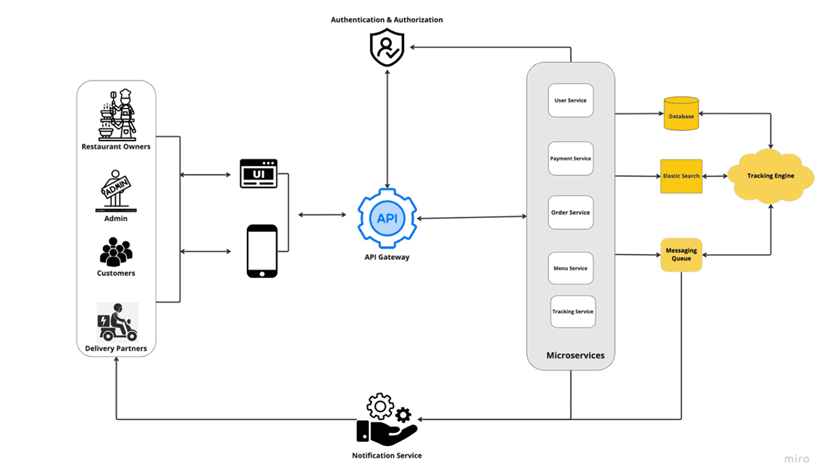 Authentication & Authorization
Restaurant Owners
ADMIN
Admin
Customers
Delivery Partners
UI
API
API Gateway
User Service
Payment Service
Order Service
Menu Service
Tracking Service
Microservices
Database
Elastic Search
Messaging
Queue
Tracking Engine
Notification Service
miro